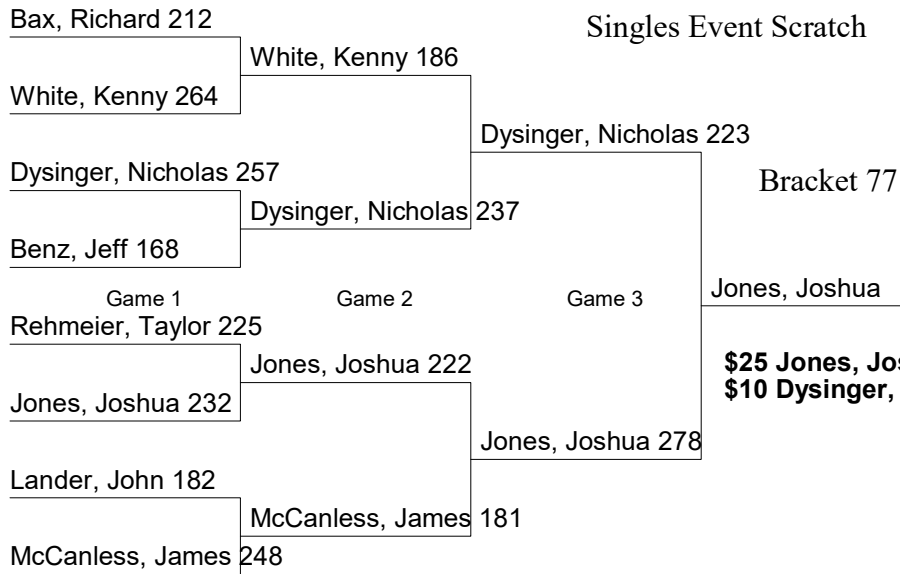 Bax, Richard 212
Singles Event Scratch
White, Kenny 186
White, Kenny 264
Dysinger, Nicholas 223
Dysinger, Nicholas 257
Bracket 77
Dysinger, Nicholas 237
Benz, Jeff 168
Game 1 Game 2 Game 3
Jones, Joshua
Rehmeier, Taylor 225
Jones, Joshua 222
$25 Jones,
$10 Dysinger,
Jones, Joshua 232
Jones, Joshua 278
Lander, John 182
McCanless, James 181
McCanless, James 248